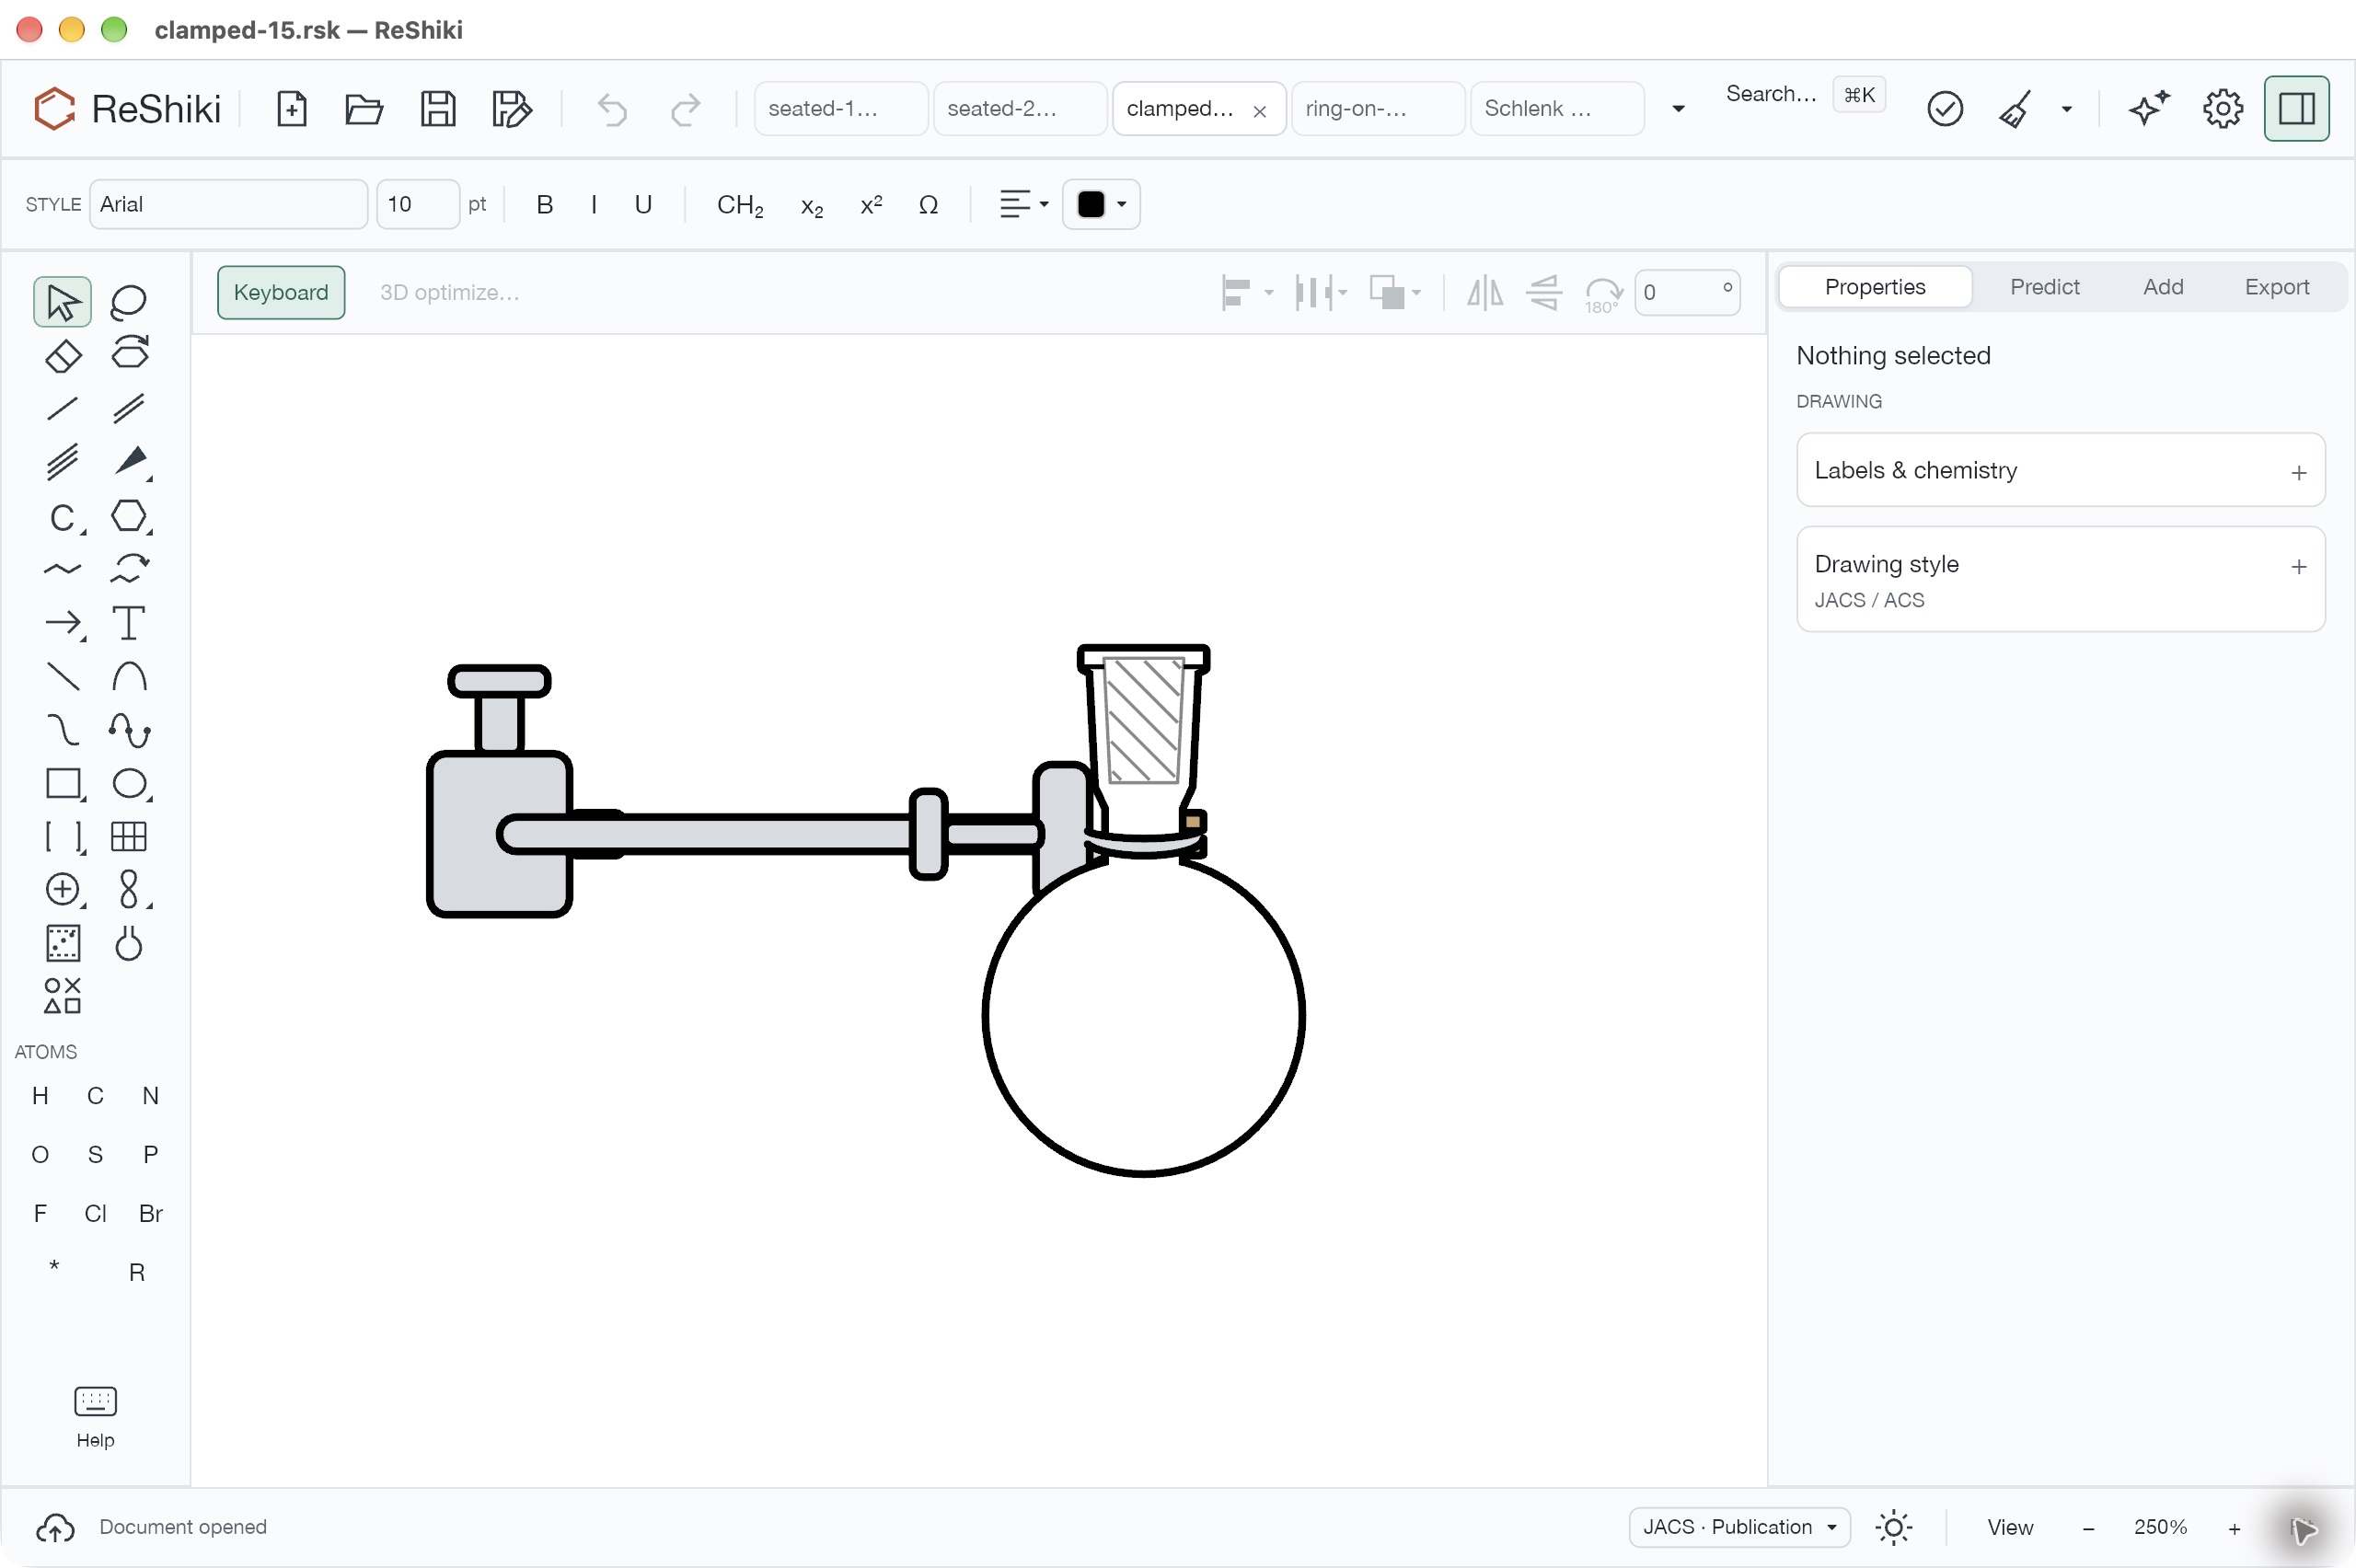 clamped-15.rsk — ReShiki
ReShiki
seated-1...
seated-2...
clamped...
ring-on-...
Schlenk ...
Search...
⌘K
STYLE
Arial
10
pt
B
I
U
CH₂
x₂
x²
Ω
Keyboard
3D optimize...
180°
0
°
Properties
Predict
Add
Export
Nothing selected
DRAWING
Labels & chemistry
+
Drawing style
+
JACS / ACS
C
T
ATOMS
H C N
O S P
F Cl Br
* R
Help
Document opened
JACS · Publication
View
−
250%
+